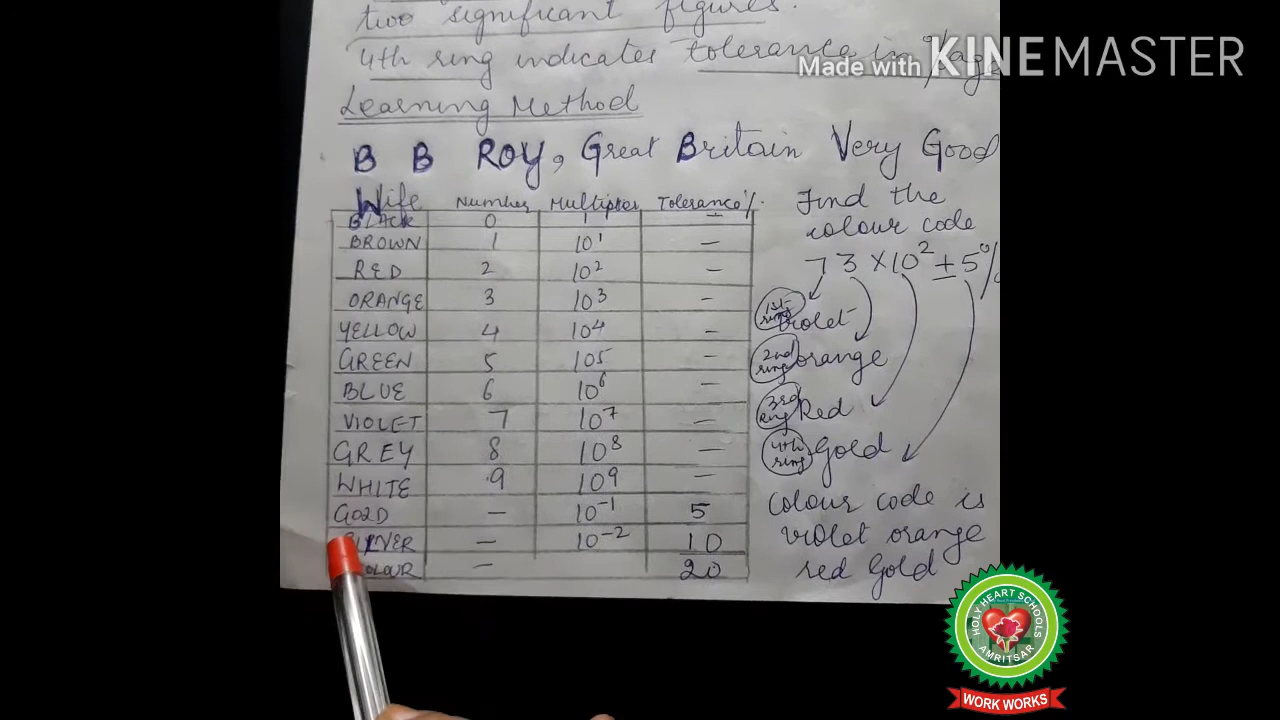 two significant figures.
4th ring indicates tolerance in %age
Made with KINEMASTER
Learning Method
B B ROY, Great Britain Very Good
Wife Number Multiplier Tolerance %
BLACK 0 1 -
BROWN 1 10¹ -
RED 2 10² -
ORANGE 3 10³ -
YELLOW 4 10⁴ -
GREEN 5 10⁵ -
BLUE 6 10⁶ -
VIOLET 7 10⁷ -
GREY 8 10⁸ -
WHITE 9 10⁹ -
GOLD - 10⁻¹ 5
SILVER - 10⁻² 10
COLOUR - 20
Find the
colour code
73 × 10² ± 5%
1st ring violet
2nd ring orange
3rd ring Red
4th ring Gold
Colour code is
violet orange
red Gold
HOLY HEART SCHOOLS
AMRITSAR
WORK WORKS